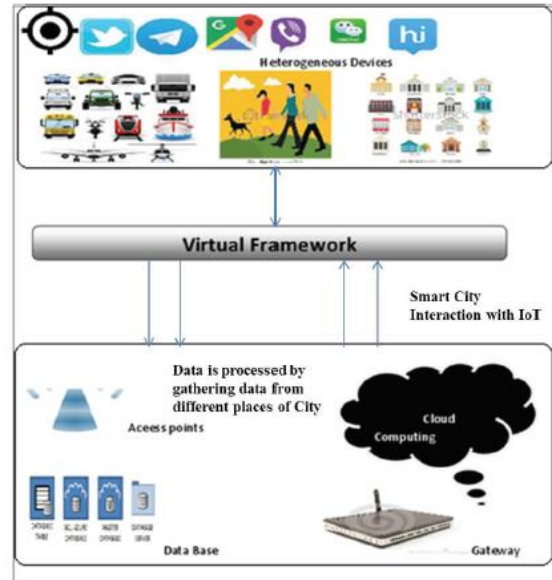 hi
Heterogeneous Devices
Virtual Framework
Smart City
Interaction with IoT
Data is processed by
gathering data from
different places of City
Aceess points
Cloud
Computing
Data Base
Gateway